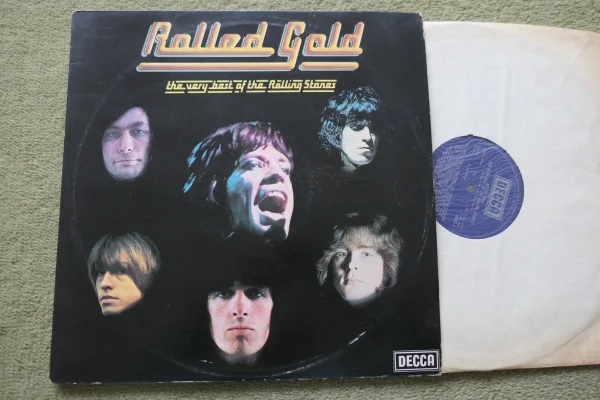 Rolled Gold
the very best of the Rolling Stones
DECCA
DECCA